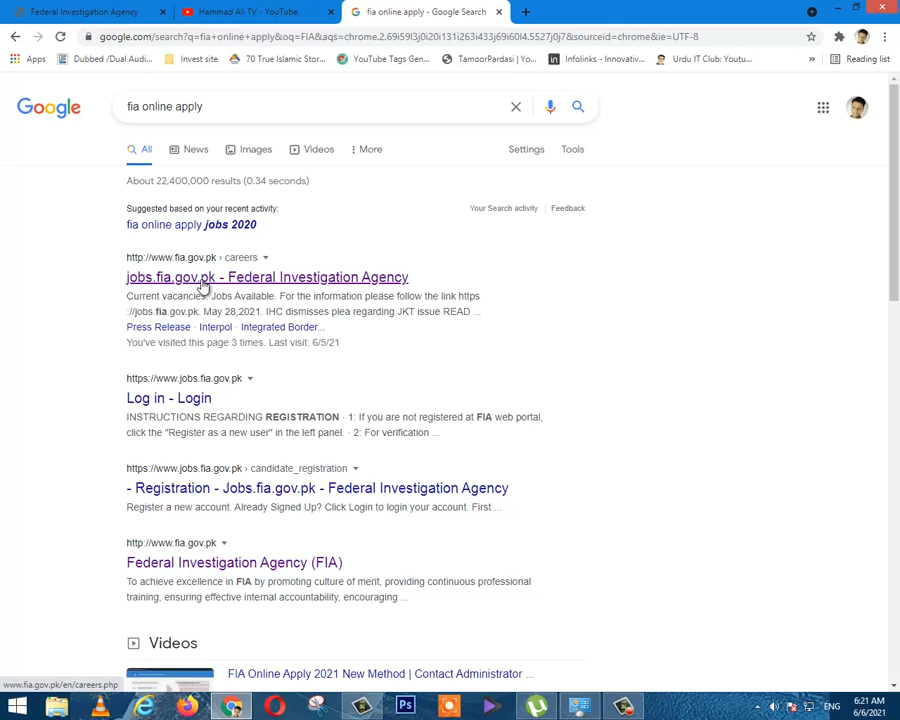 Federal Investigation Agency
Hammad Ali TV - YouTube
fia online apply - Google Search
google.com/search?q=fia+online+apply&oq=FIA&aqs=chrome.2.69i59l3j0i20i131i263i433j69i60l4.5527j0j7&sourceid=chrome&ie=UTF-8
Apps
Dubbed /Dual Audio...
Invest site
70 True Islamic Stor...
YouTube Tags Gen...
TamoorPardasi | Yo...
Infolinks - Innovativ...
Urdu IT Club: Youtu...
»
Reading list
Google
fia online apply
All
News
Images
Videos
More
Settings
Tools
About 22,400,000 results (0.34 seconds)
Suggested based on your recent activity:
Your Search activity
Feedback
fia online apply jobs 2020
http://www.fia.gov.pk › careers
jobs.fia.gov.pk - Federal Investigation Agency
Current vacancies. Jobs Available. For the information please follow the link https
://jobs.fia.gov.pk. May 28,2021. IHC dismisses plea regarding JKT issue READ ...
Press Release · Interpol · Integrated Border...
You've visited this page 3 times. Last visit: 6/5/21
https://www.jobs.fia.gov.pk
Log in - Login
INSTRUCTIONS REGARDING REGISTRATION · 1: If you are not registered at FIA web portal,
click the "Register as a new user" in the left panel. · 2: For verification ...
https://www.jobs.fia.gov.pk › candidate_registration
- Registration - Jobs.fia.gov.pk - Federal Investigation Agency
Register a new account. Already Signed Up? Click Login to login your account. First ...
http://www.fia.gov.pk
Federal Investigation Agency (FIA)
To achieve excellence in FIA by promoting culture of merit, providing continuous professional
training, ensuring effective internal accountability, encouraging ...
Videos
FIA Online Apply 2021 New Method | Contact Administrator ...
www.fia.gov.pk/en/careers.php
Ps
ENG
6:21 AM
6/6/2021